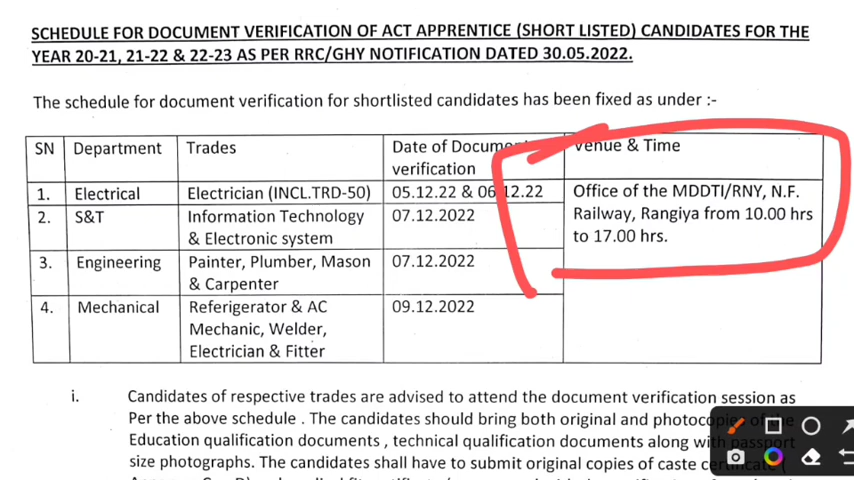 SCHEDULE FOR DOCUMENT VERIFICATION OF ACT APPRENTICE (SHORT LISTED) CANDIDATES FOR THE
YEAR 20-21, 21-22 & 22-23 AS PER RRC/GHY NOTIFICATION DATED 30.05.2022.
The schedule for document verification for shortlisted candidates has been fixed as under :-
SN Department Trades Date of Document verification Venue & Time
1. Electrical Electrician (INCL.TRD-50) 05.12.22 & 06.12.22 Office of the MDDTI/RNY, N.F.
Railway, Rangiya from 10.00 hrs
to 17.00 hrs.
2. S&T Information Technology
& Electronic system 07.12.2022
3. Engineering Painter, Plumber, Mason
& Carpenter 07.12.2022
4. Mechanical Referigerator & AC
Mechanic, Welder,
Electrician & Fitter 09.12.2022
i. Candidates of respective trades are advised to attend the document verification session as
Per the above schedule . The candidates should bring both original and photocopies of the
Education qualification documents , technical qualification documents along with passport
size photographs. The candidates shall have to submit original copies of caste certificate (